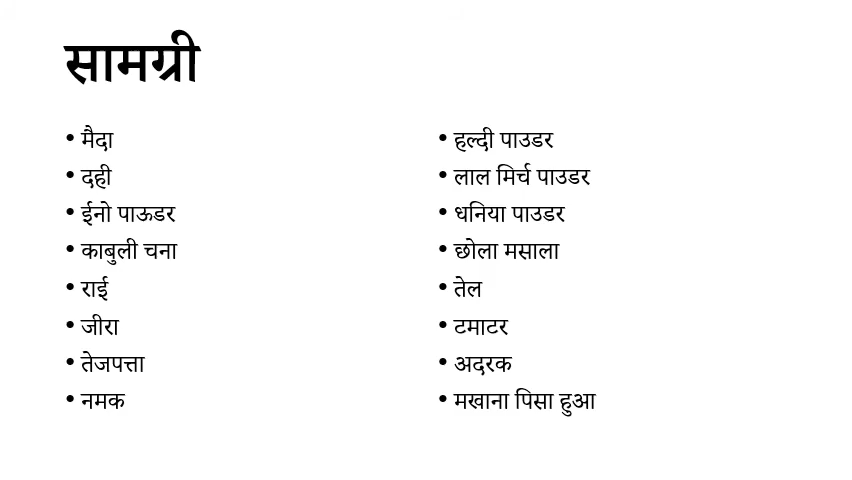 सामग्री
• मैदा
• दही
• ईनो पाऊडर
• काबुली चना
• राई
• जीरा
• तेजपत्ता
• नमक
• हल्दी पाउडर
• लाल मिर्च पाउडर
• धनिया पाउडर
• छोला मसाला
• तेल
• टमाटर
• अदरक
• मखाना पिसा हुआ